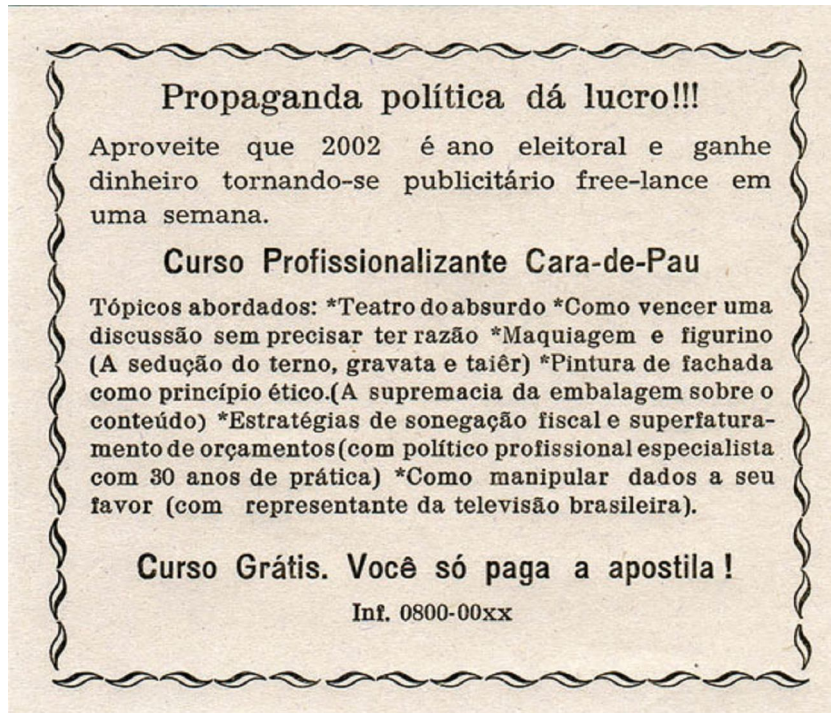 Propaganda política dá lucro!!!
Aproveite que 2002 é ano eleitoral e ganhe
dinheiro tornando-se publicitário free-lance em
uma semana.
Curso Profissionalizante Cara-de-Pau
Tópicos abordados: *Teatro do absurdo *Como vencer uma
discussão sem precisar ter razão *Maquiagem e figurino
(A sedução do terno, gravata e taiêr) *Pintura de fachada
como princípio ético.(A supremacia da embalagem sobre o
conteúdo) *Estratégias de sonegação fiscal e superfatura-
mento de orçamentos(com político profissional especialista
com 30 anos de prática) *Como manipular dados a seu
favor (com representante da televisão brasileira).
Curso Grátis. Você só paga a apostila !
Inf. 0800-00xx